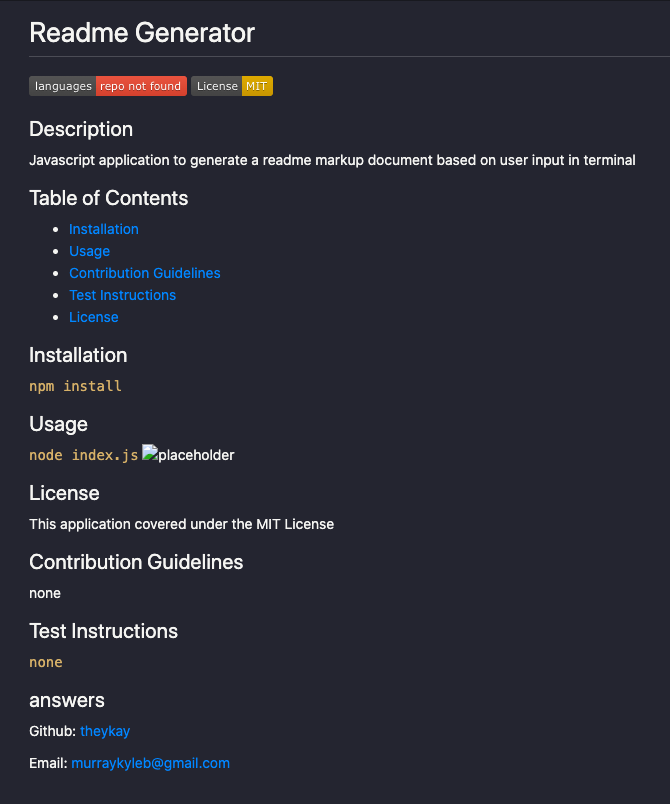 Readme Generator
languages repo not found License MIT
Description
Javascript application to generate a readme markup document based on user input in terminal
Table of Contents
Installation
Usage
Contribution Guidelines
Test Instructions
License
Installation
npm install
Usage
node index.js placeholder
License
This application covered under the MIT License
Contribution Guidelines
none
Test Instructions
none
answers
Github: theykay
Email: murraykyleb@gmail.com